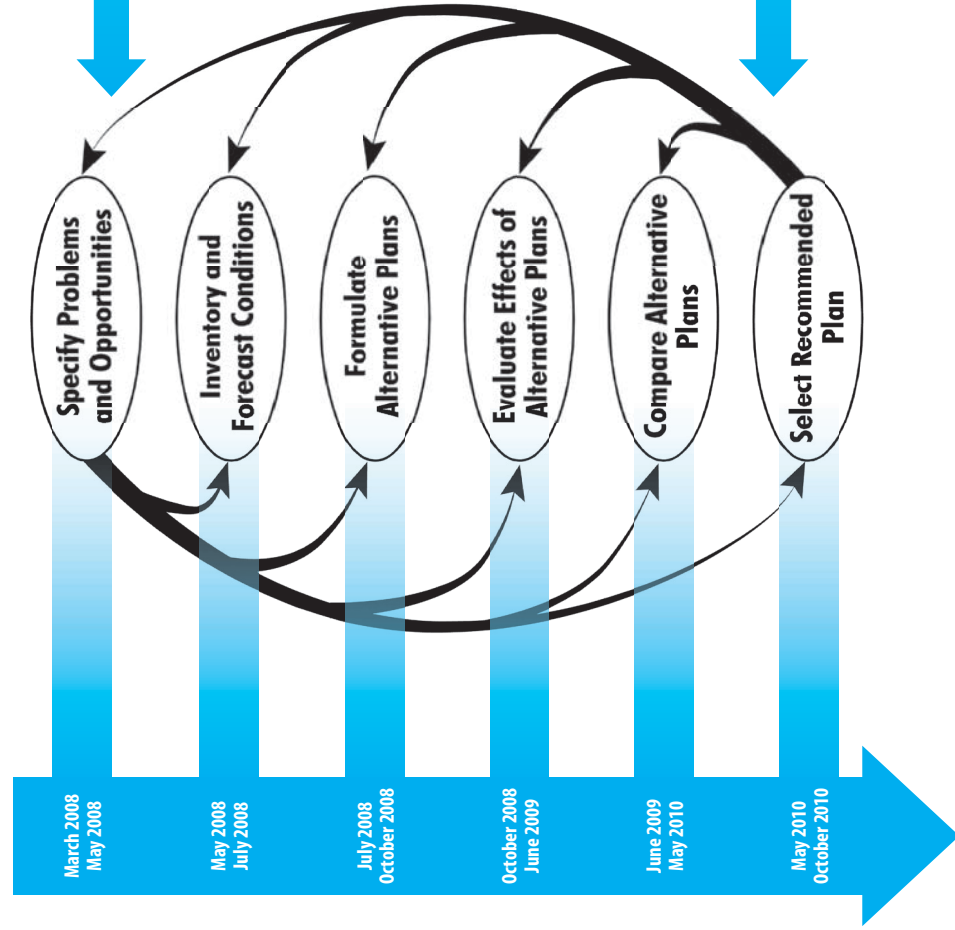 Specify Problems
and Opportunities
Inventory and
Forecast Conditions
Formulate
Alternative Plans
Evaluate Effects of
Alternative Plans
Compare Alternative
Plans
Select Recommended
Plan
March 2008
May 2008
May 2008
July 2008
July 2008
October 2008
October 2008
June 2009
June 2009
May 2010
May 2010
October 2010